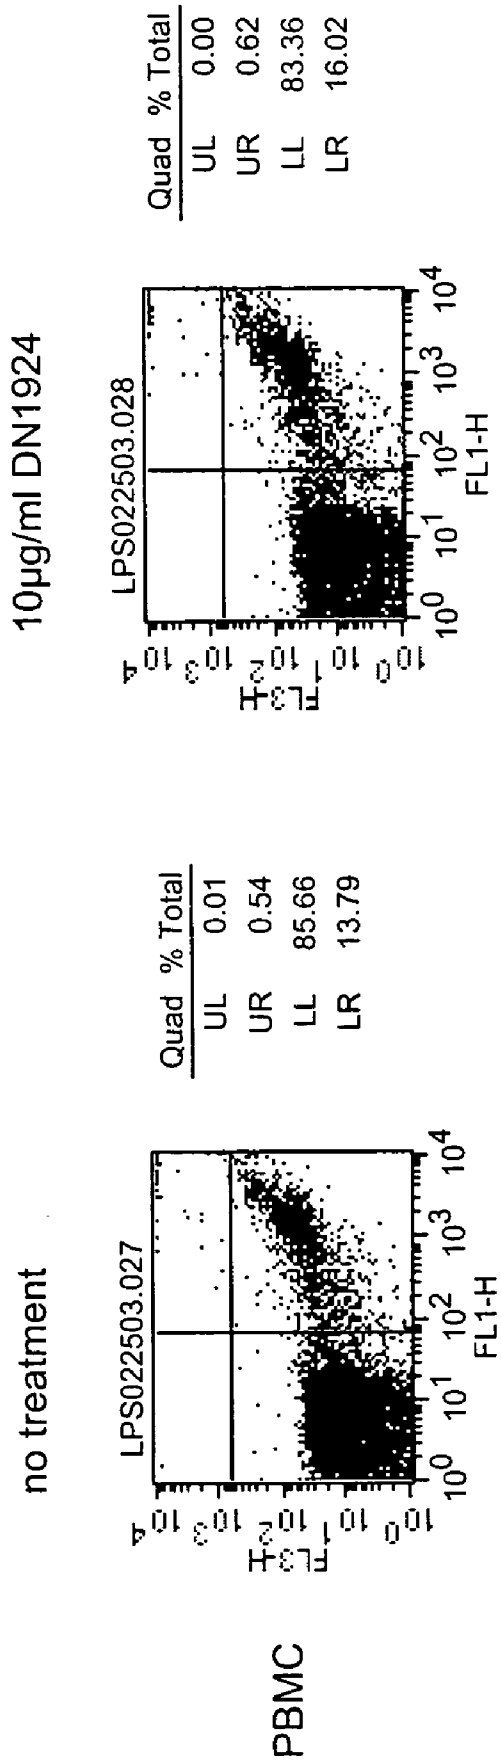 no treatment
10µg/ml DN1924
PBMC
LPS022503.027
FL3-H
10^4
10^3
10^2
10^1
10^0
10^0 10^1 10^2 10^3 10^4
FL1-H
Quad % Total
UL 0.01
UR 0.54
LL 85.66
LR 13.79
LPS022503.028
FL3-H
10^4
10^3
10^2
10^1
10^0
10^0 10^1 10^2 10^3 10^4
FL1-H
Quad % Total
UL 0.00
UR 0.62
LL 83.36
LR 16.02